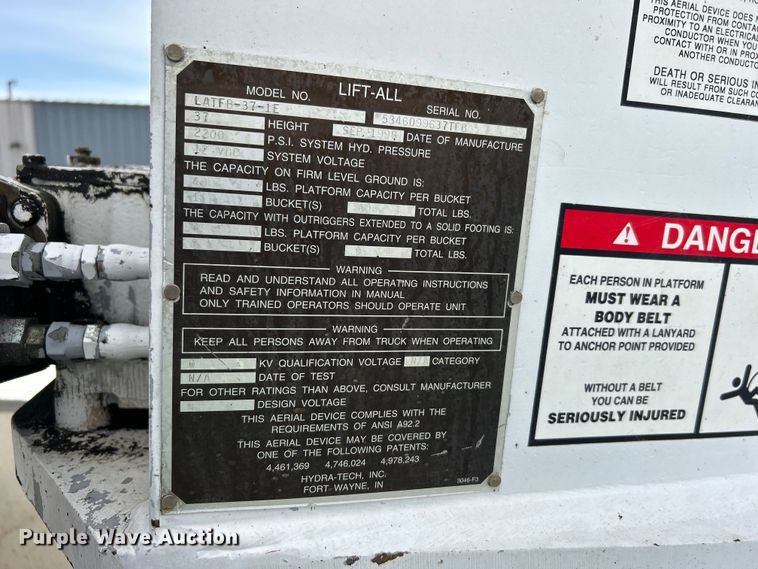 LIFT-ALL
MODEL NO. SERIAL NO.
LATFB-37-1E 5346099637TFB
37 HEIGHT SEP 1998 DATE OF MANUFACTURE
2200 P.S.I. SYSTEM HYD. PRESSURE
12 VDC SYSTEM VOLTAGE
THE CAPACITY ON FIRM LEVEL GROUND IS:
LBS. PLATFORM CAPACITY PER BUCKET
BUCKET(S) TOTAL LBS.
THE CAPACITY WITH OUTRIGGERS EXTENDED TO A SOLID FOOTING IS:
LBS. PLATFORM CAPACITY PER BUCKET
BUCKET(S) TOTAL LBS.
WARNING
READ AND UNDERSTAND ALL OPERATING INSTRUCTIONS
AND SAFETY INFORMATION IN MANUAL
ONLY TRAINED OPERATORS SHOULD OPERATE UNIT
WARNING
KEEP ALL PERSONS AWAY FROM TRUCK WHEN OPERATING
KV QUALIFICATION VOLTAGE N/A CATEGORY
N/A DATE OF TEST
FOR OTHER RATINGS THAN ABOVE, CONSULT MANUFACTURER
DESIGN VOLTAGE
THIS AERIAL DEVICE COMPLIES WITH THE
REQUIREMENTS OF ANSI A92.2
THIS AERIAL DEVICE MAY BE COVERED BY
ONE OF THE FOLLOWING PATENTS:
4,461,369 4,746,024 4,978,243
HYDRA-TECH, INC.
FORT WAYNE, IN
3046-F3
THIS AERIAL DEVICE DOES N
PROTECTION FROM CONTAC
PROXIMITY TO AN ELECTRICAL
CONDUCTOR WHEN YOU
CONTACT WITH OR IN PROX
ANOTHER CONDUCTO
DEATH OR SERIOUS IN
WILL RESULT FROM SUCH CO
OR INADEQUATE CLEARAN
DANGE
EACH PERSON IN PLATFORM
MUST WEAR A
BODY BELT
ATTACHED WITH A LANYARD
TO ANCHOR POINT PROVIDED
WITHOUT A BELT
YOU CAN BE
SERIOUSLY INJURED
Purple Wave Auction